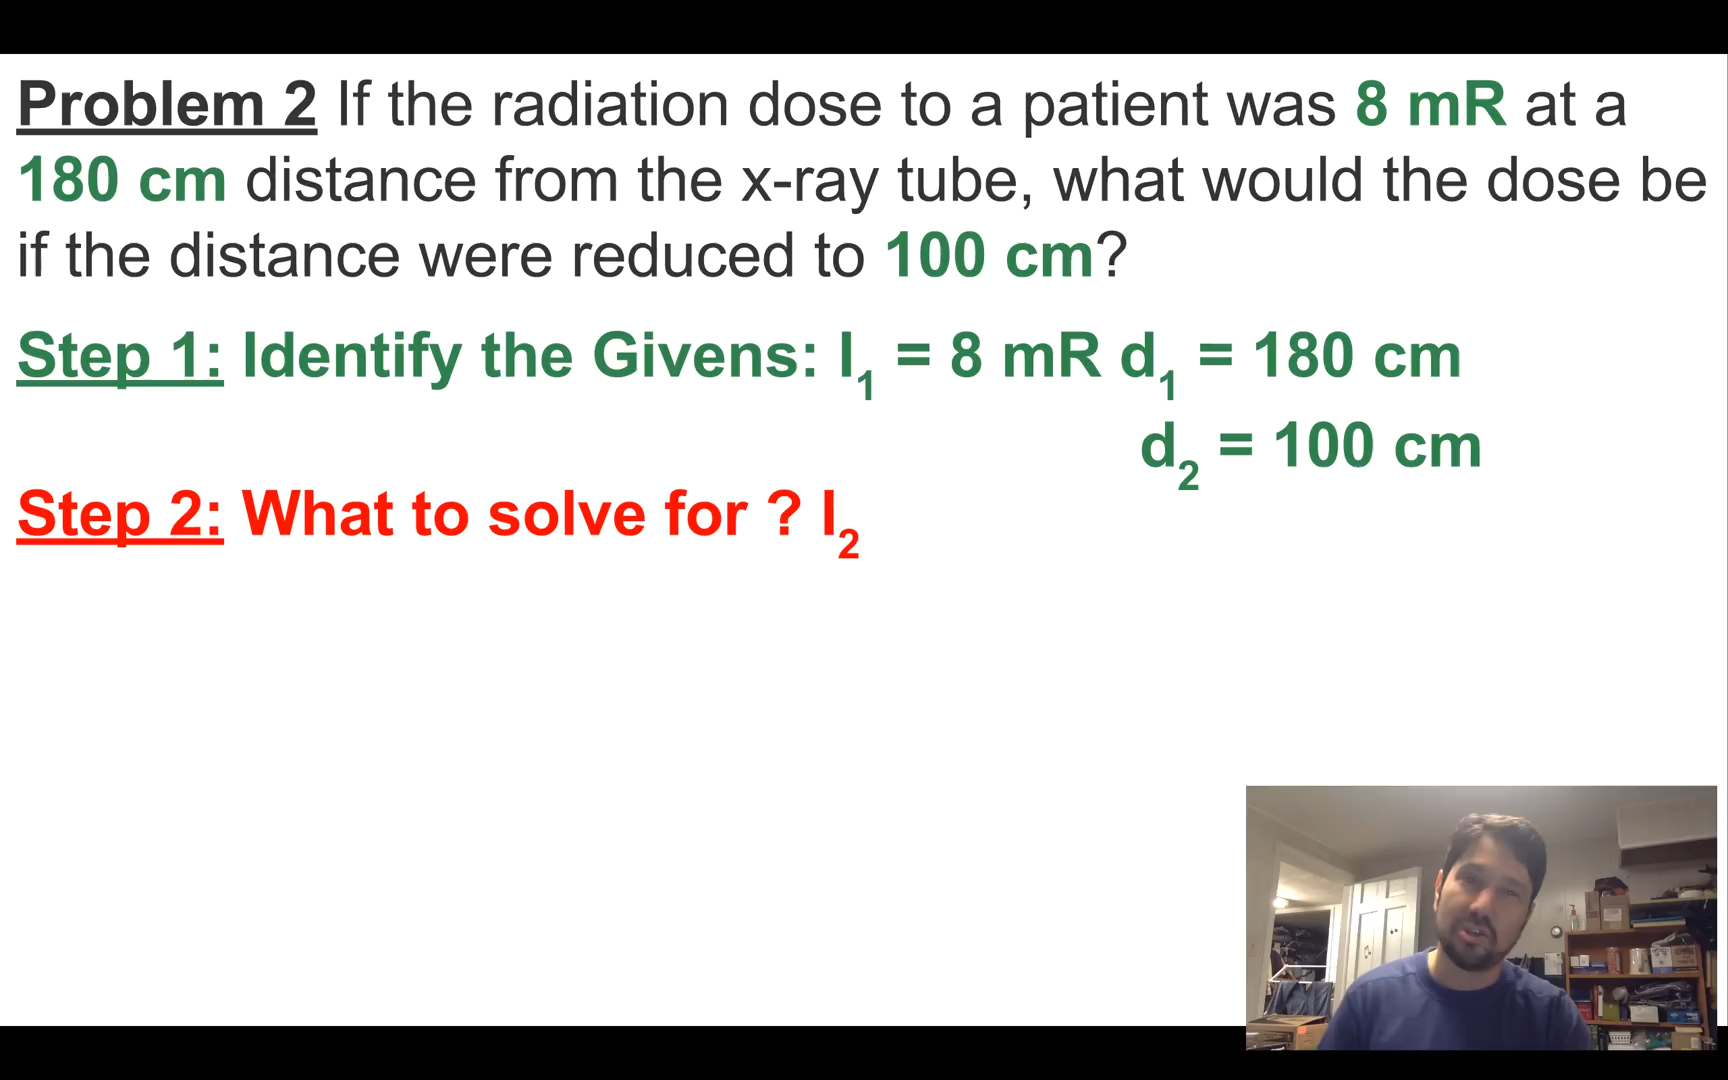 Problem 2 If the radiation dose to a patient was 8 mR at a
180 cm distance from the x-ray tube, what would the dose be
if the distance were reduced to 100 cm?
Step 1: Identify the Givens: I₁ = 8 mR d₁ = 180 cm
d₂ = 100 cm
Step 2: What to solve for ? I₂